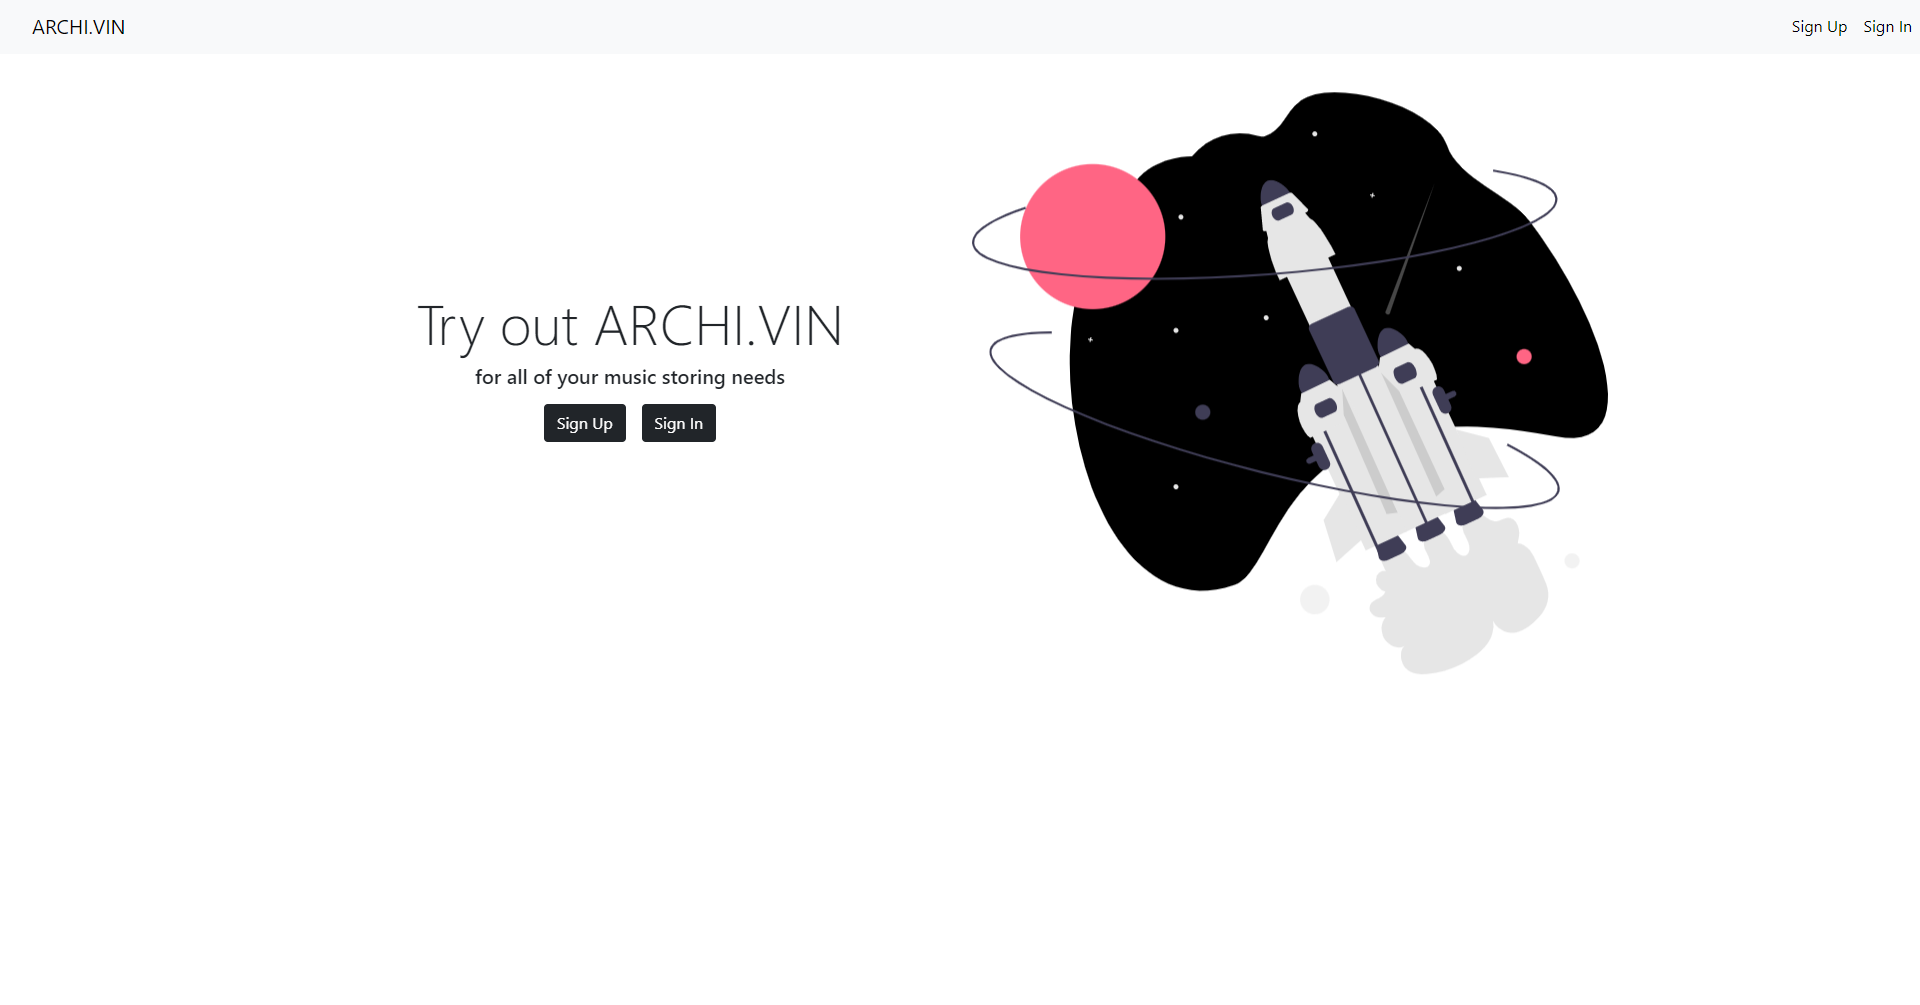 ARCHI.VIN
Sign Up Sign In
Try out ARCHI.VIN
for all of your music storing needs
Sign Up Sign In